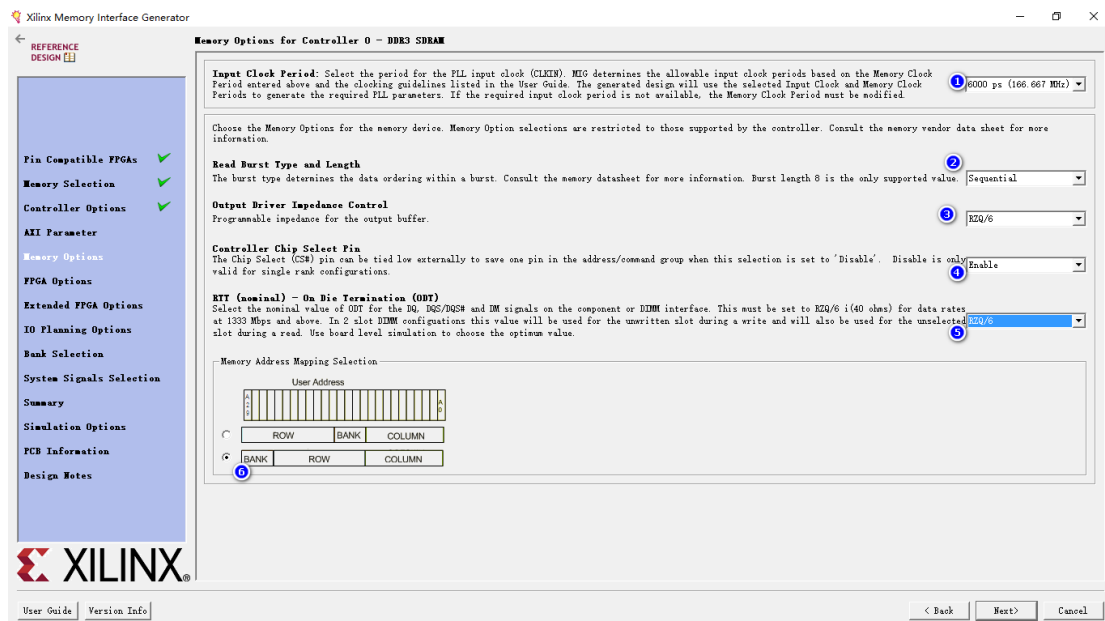 Xilinx Memory Interface Generator
REFERENCE
DESIGN
Memory Options for Controller 0 - DDR3 SDRAM
Input Clock Period: Select the period for the PLL input clock (CLKIN). MIG determines the allowable input clock periods based on the Memory Clock
Period entered above and the clocking guidelines listed in the User Guide. The generated design will use the selected Input Clock and Memory Clock
Periods to generate the required PLL parameters. If the required input clock period is not available, the Memory Clock Period must be modified.
1
6000 ps (166.667 MHz)
Choose the Memory Options for the memory device. Memory Option selections are restricted to those supported by the controller. Consult the memory vendor data sheet for more
information.
Read Burst Type and Length
The burst type determines the data ordering within a burst. Consult the memory datasheet for more information. Burst length 8 is the only supported value.
2
Sequential
Output Driver Impedance Control
Programmable impedance for the output buffer.
3
RZQ/6
Controller Chip Select Pin
The Chip Select (CS#) pin can be tied low externally to save one pin in the address/command group when this selection is set to 'Disable'. Disable is only
valid for single rank configurations.
4
Enable
RTT (nominal) - On Die Termination (ODT)
Select the nominal value of ODT for the DQ, DQS/DQS# and DM signals on the component or DIMM interface. This must be set to RZQ/6 i(40 ohms) for data rates
at 1333 Mbps and above. In 2 slot DIMM configuations this value will be used for the unwritten slot during a write and will also be used for the unselected
slot during a read. Use board level simulation to choose the optimum value.
5
RZQ/6
Memory Address Mapping Selection
User Address
A
2
9
A
0
ROW BANK COLUMN
BANK ROW COLUMN
6
Pin Compatible FPGAs
Memory Selection
Controller Options
AXI Parameter
Memory Options
FPGA Options
Extended FPGA Options
IO Planning Options
Bank Selection
System Signals Selection
Summary
Simulation Options
PCB Information
Design Notes
XILINX®
User Guide
Version Info
< Back
Next>
Cancel